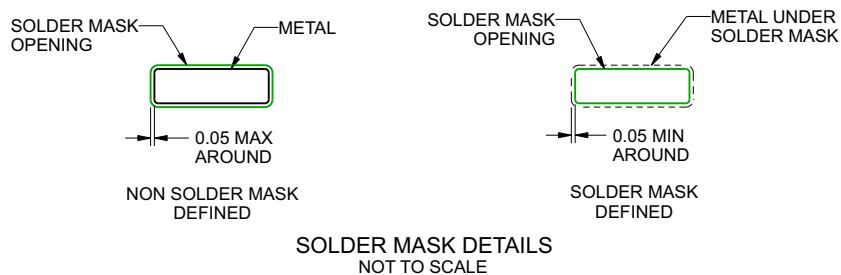 SOLDER MASK
OPENING
METAL
0.05 MAX
AROUND
NON SOLDER MASK
DEFINED
SOLDER MASK
OPENING
METAL UNDER
SOLDER MASK
0.05 MIN
AROUND
SOLDER MASK
DEFINED
SOLDER MASK DETAILS
NOT TO SCALE